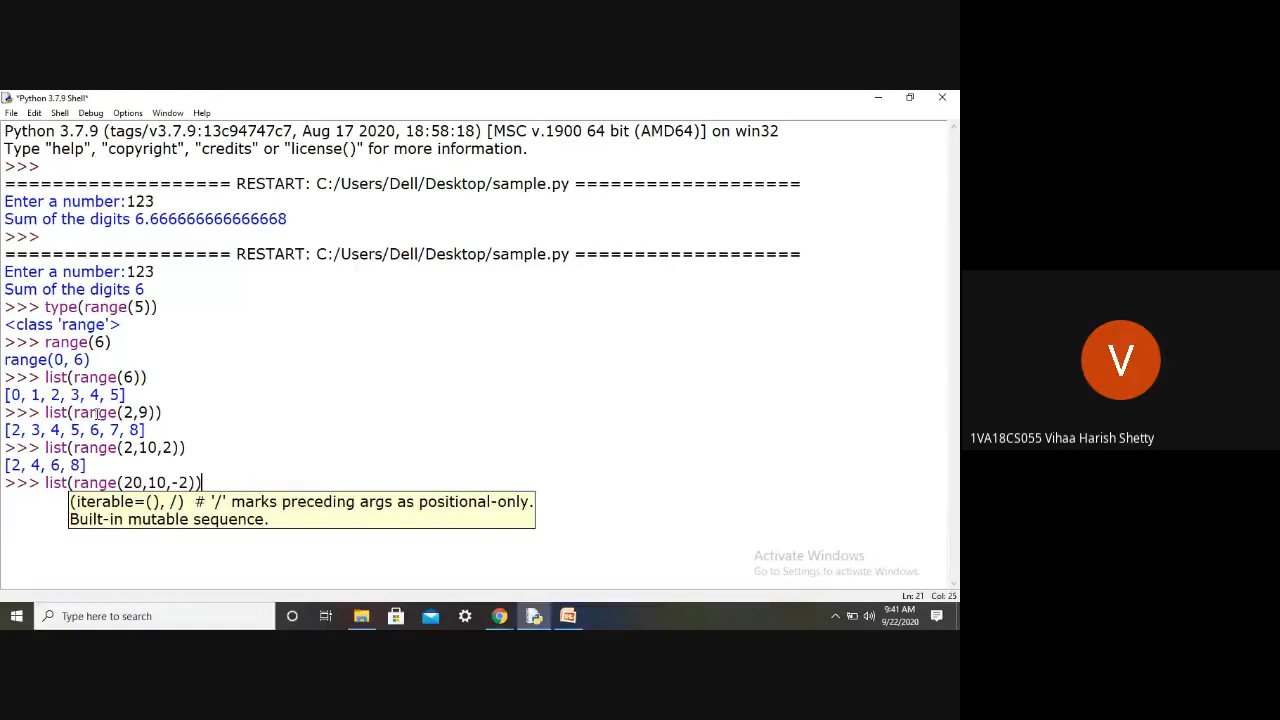 *Python 3.7.9 Shell*
File Edit Shell Debug Options Window Help
Python 3.7.9 (tags/v3.7.9:13c94747c7, Aug 17 2020, 18:58:18) [MSC v.1900 64 bit (AMD64)] on win32
Type "help", "copyright", "credits" or "license()" for more information.
>>>
=================== RESTART: C:/Users/Dell/Desktop/sample.py ===================
Enter a number:123
Sum of the digits 6.666666666666668
>>>
=================== RESTART: C:/Users/Dell/Desktop/sample.py ===================
Enter a number:123
Sum of the digits 6
>>> type(range(5))
<class 'range'>
>>> range(6)
range(0, 6)
>>> list(range(6))
[0, 1, 2, 3, 4, 5]
>>> list(range(2,9))
[2, 3, 4, 5, 6, 7, 8]
>>> list(range(2,10,2))
[2, 4, 6, 8]
>>> list(range(20,10,-2))
(iterable=(), /) # '/' marks preceding args as positional-only.
Built-in mutable sequence.
Activate Windows
Go to Settings to activate Windows.
Ln: 21 Col: 25
Type here to search
9:41 AM
9/22/2020
V
1VA18CS055 Vihaa Harish Shetty